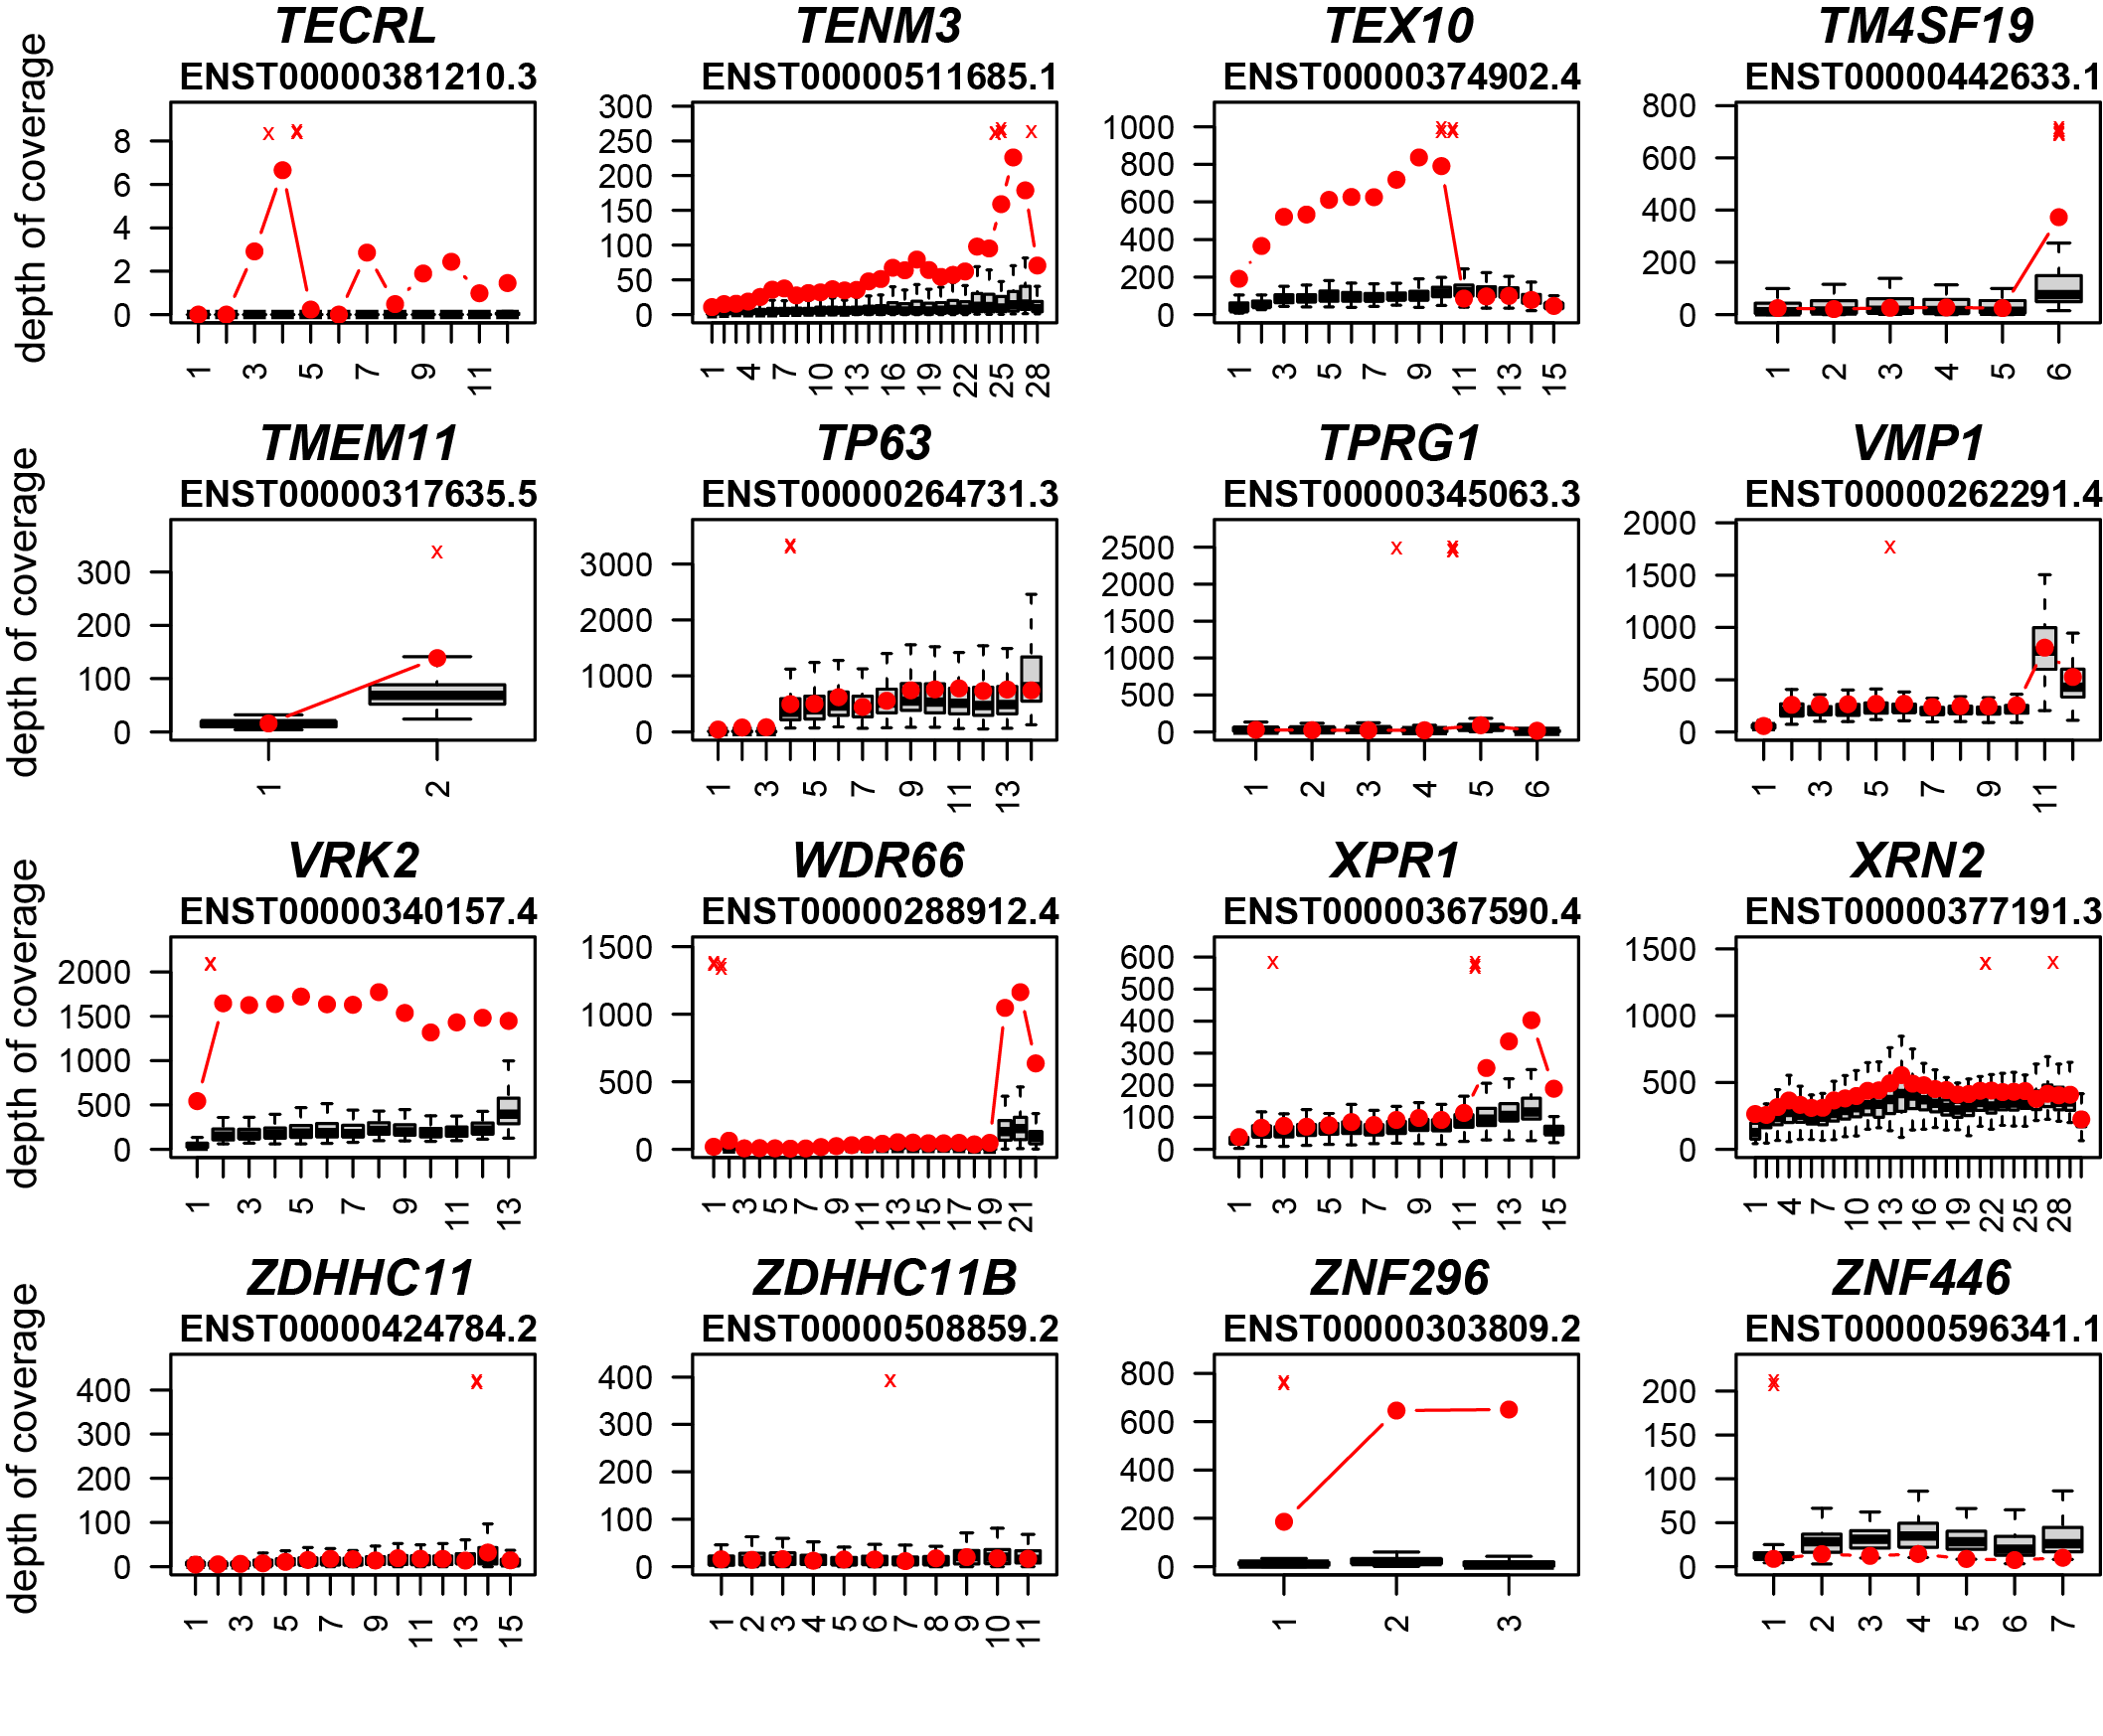 TECRL TENM3 TEX10 TM4SF19
ENST00000381210.3 ENST00000511685.1 ENST00000374902.4 ENST00000442633.1
depth of coverage
8 6 4 2 0
1 3 5 7 9 11
300 250 200 150 100 50 0
1 4 7 10 13 16 19 22 25 28
1000 800 600 400 200 0
1 3 5 7 9 11 13 15
800 600 400 200 0
1 2 3 4 5 6
TMEM11 TP63 TPRG1 VMP1
ENST00000317635.5 ENST00000264731.3 ENST00000345063.3 ENST00000262291.4
depth of coverage
300 200 100 0
1 2
3000 2000 1000 0
1 3 5 7 9 11 13
2500 2000 1500 1000 500 0
1 2 3 4 5 6
2000 1500 1000 500 0
1 3 5 7 9 11
VRK2 WDR66 XPR1 XRN2
ENST00000340157.4 ENST00000288912.4 ENST00000367590.4 ENST00000377191.3
depth of coverage
2000 1500 1000 500 0
1 3 5 7 9 11 13
1500 1000 500 0
1 3 5 7 9 11 13 15 17 19 21
600 500 400 300 200 100 0
1 3 5 7 9 11 13 15
1500 1000 500 0
1 4 7 10 13 16 19 22 25 28
ZDHHC11 ZDHHC11B ZNF296 ZNF446
ENST00000424784.2 ENST00000508859.2 ENST00000303809.2 ENST00000596341.1
depth of coverage
400 300 200 100 0
1 3 5 7 9 11 13 15
400 300 200 100 0
1 2 3 4 5 6 7 8 9 10 11
800 600 400 200 0
1 2 3
200 150 100 50 0
1 2 3 4 5 6 7